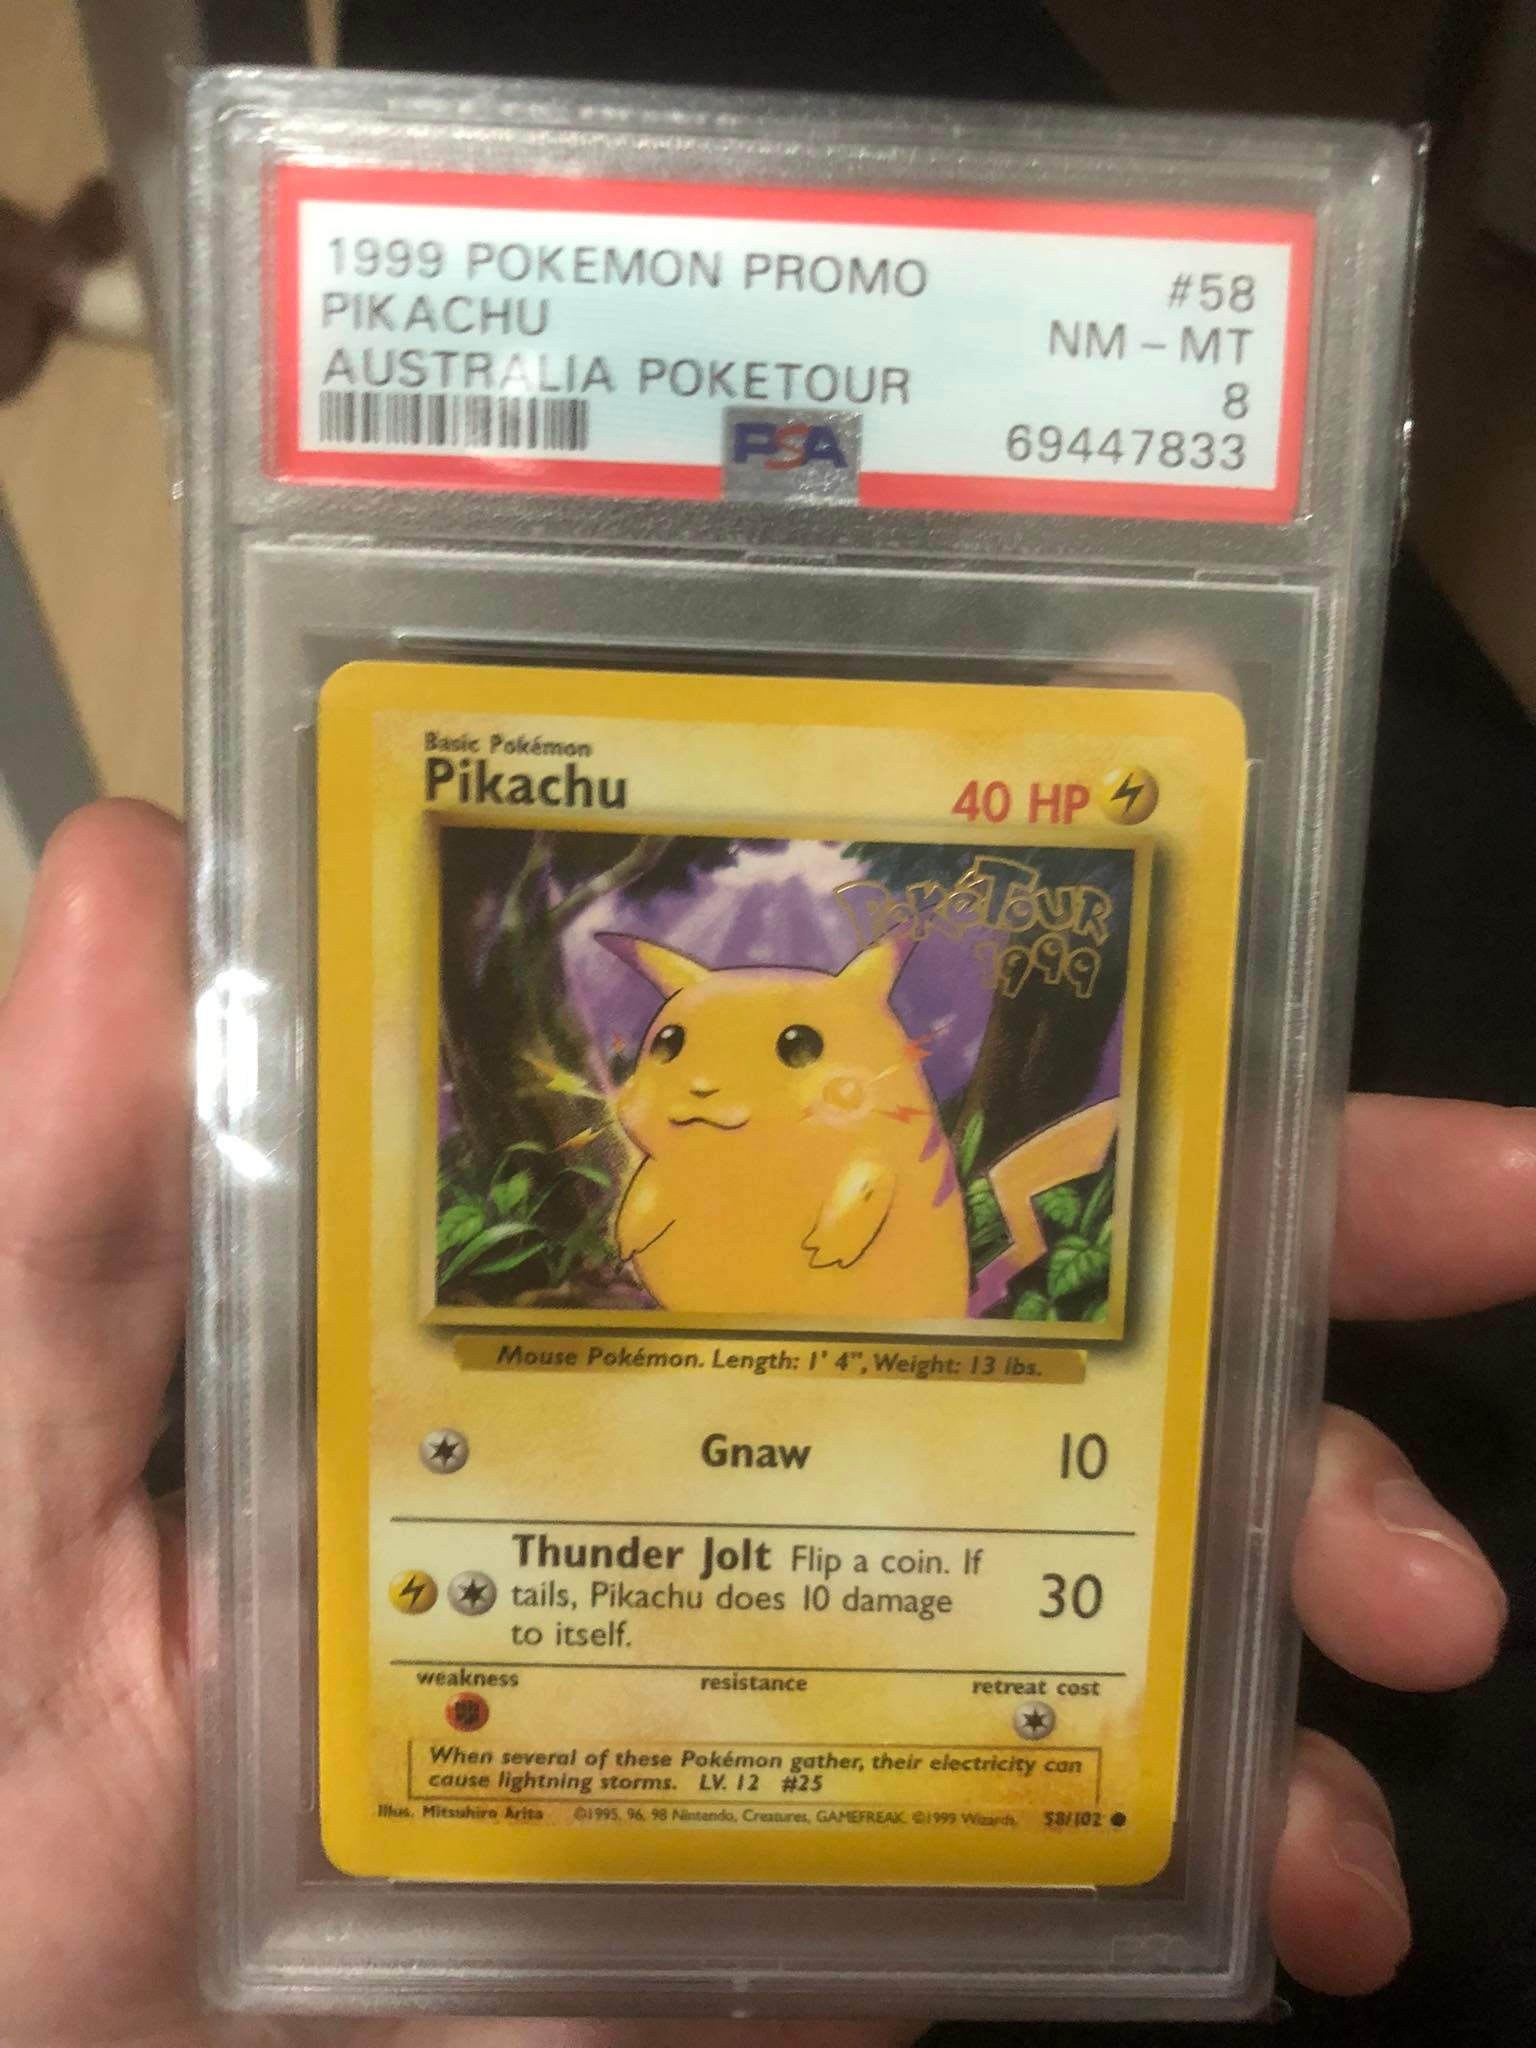 1999 POKEMON PROMO #58
PIKACHU NM - MT
AUSTRALIA POKETOUR 8
PSA 69447833
Basic Pokémon
Pikachu 40 HP
PokéTour
1999
Mouse Pokémon. Length: 1' 4", Weight: 13 lbs.
Gnaw 10
Thunder Jolt Flip a coin. If
tails, Pikachu does 10 damage 30
to itself.
weakness resistance retreat cost
When several of these Pokémon gather, their electricity can
cause lightning storms. LV. 12 #25
Illus. Mitsuhiro Arita ©1995, 96, 98 Nintendo, Creatures, GAMEFREAK. ©1999 Wizards. 58/102